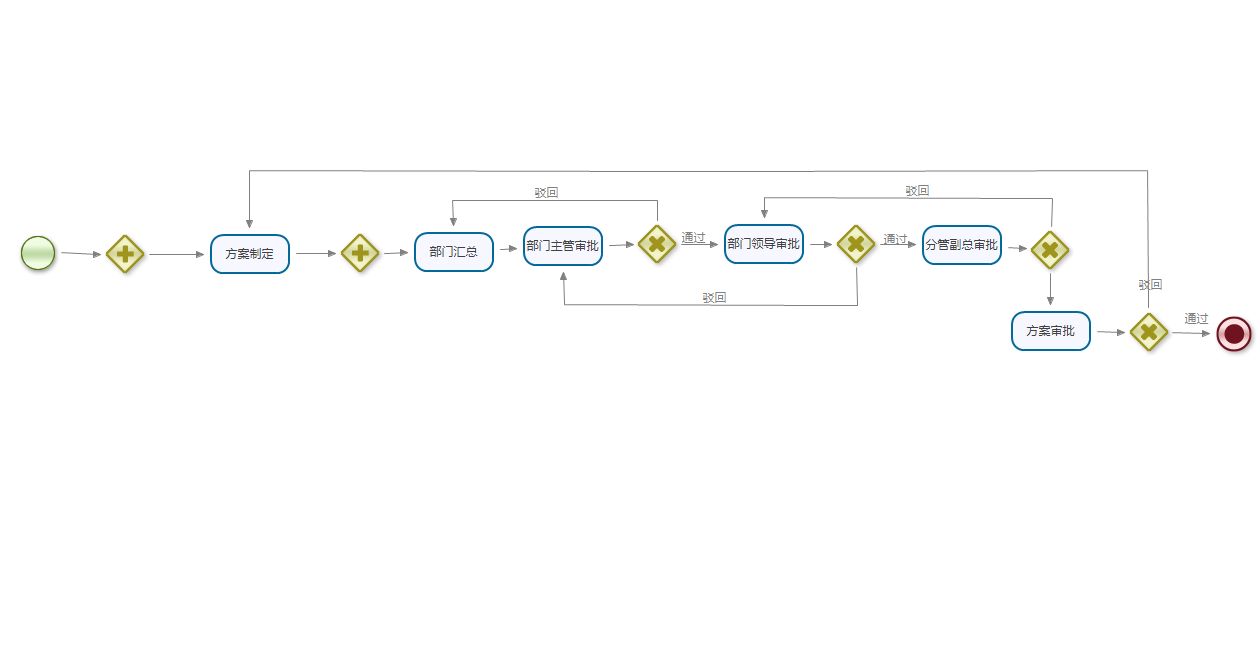 驳回
驳回
方案制定
部门汇总
部门主管审批
通过
部门领导审批
通过
分管副总审批
驳回
驳回
方案审批
通过